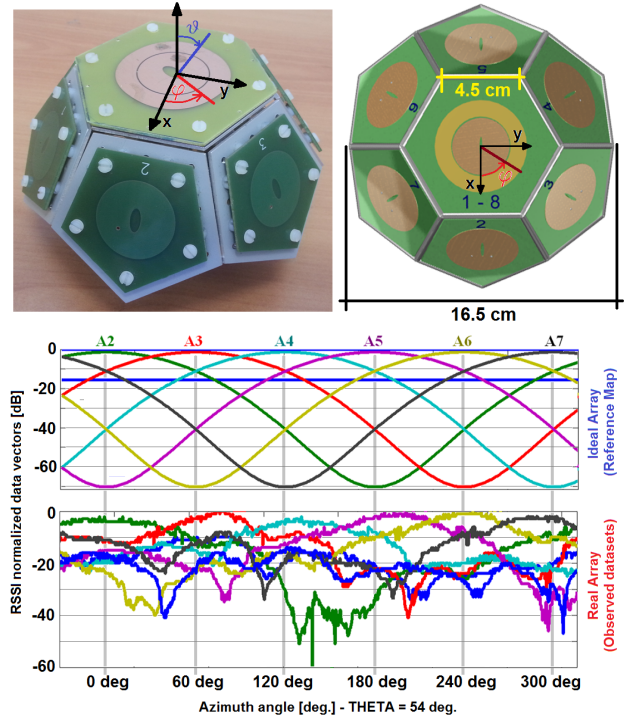 ϑ
y
φ
x
2
3
5
4.5 cm
6
4
y
x
φ
7
3
1 - 8
2
16.5 cm
A2 A3 A4 A5 A6 A7
0
-20
-40
-60
0
-20
-40
-60
RSSI normalized data vectors [dB]
Ideal Array
(Reference Map)
Real Array
(Observed datasets)
0 deg 60 deg 120 deg 180 deg 240 deg 300 deg
Azimuth angle [deg.] - THETA = 54 deg.